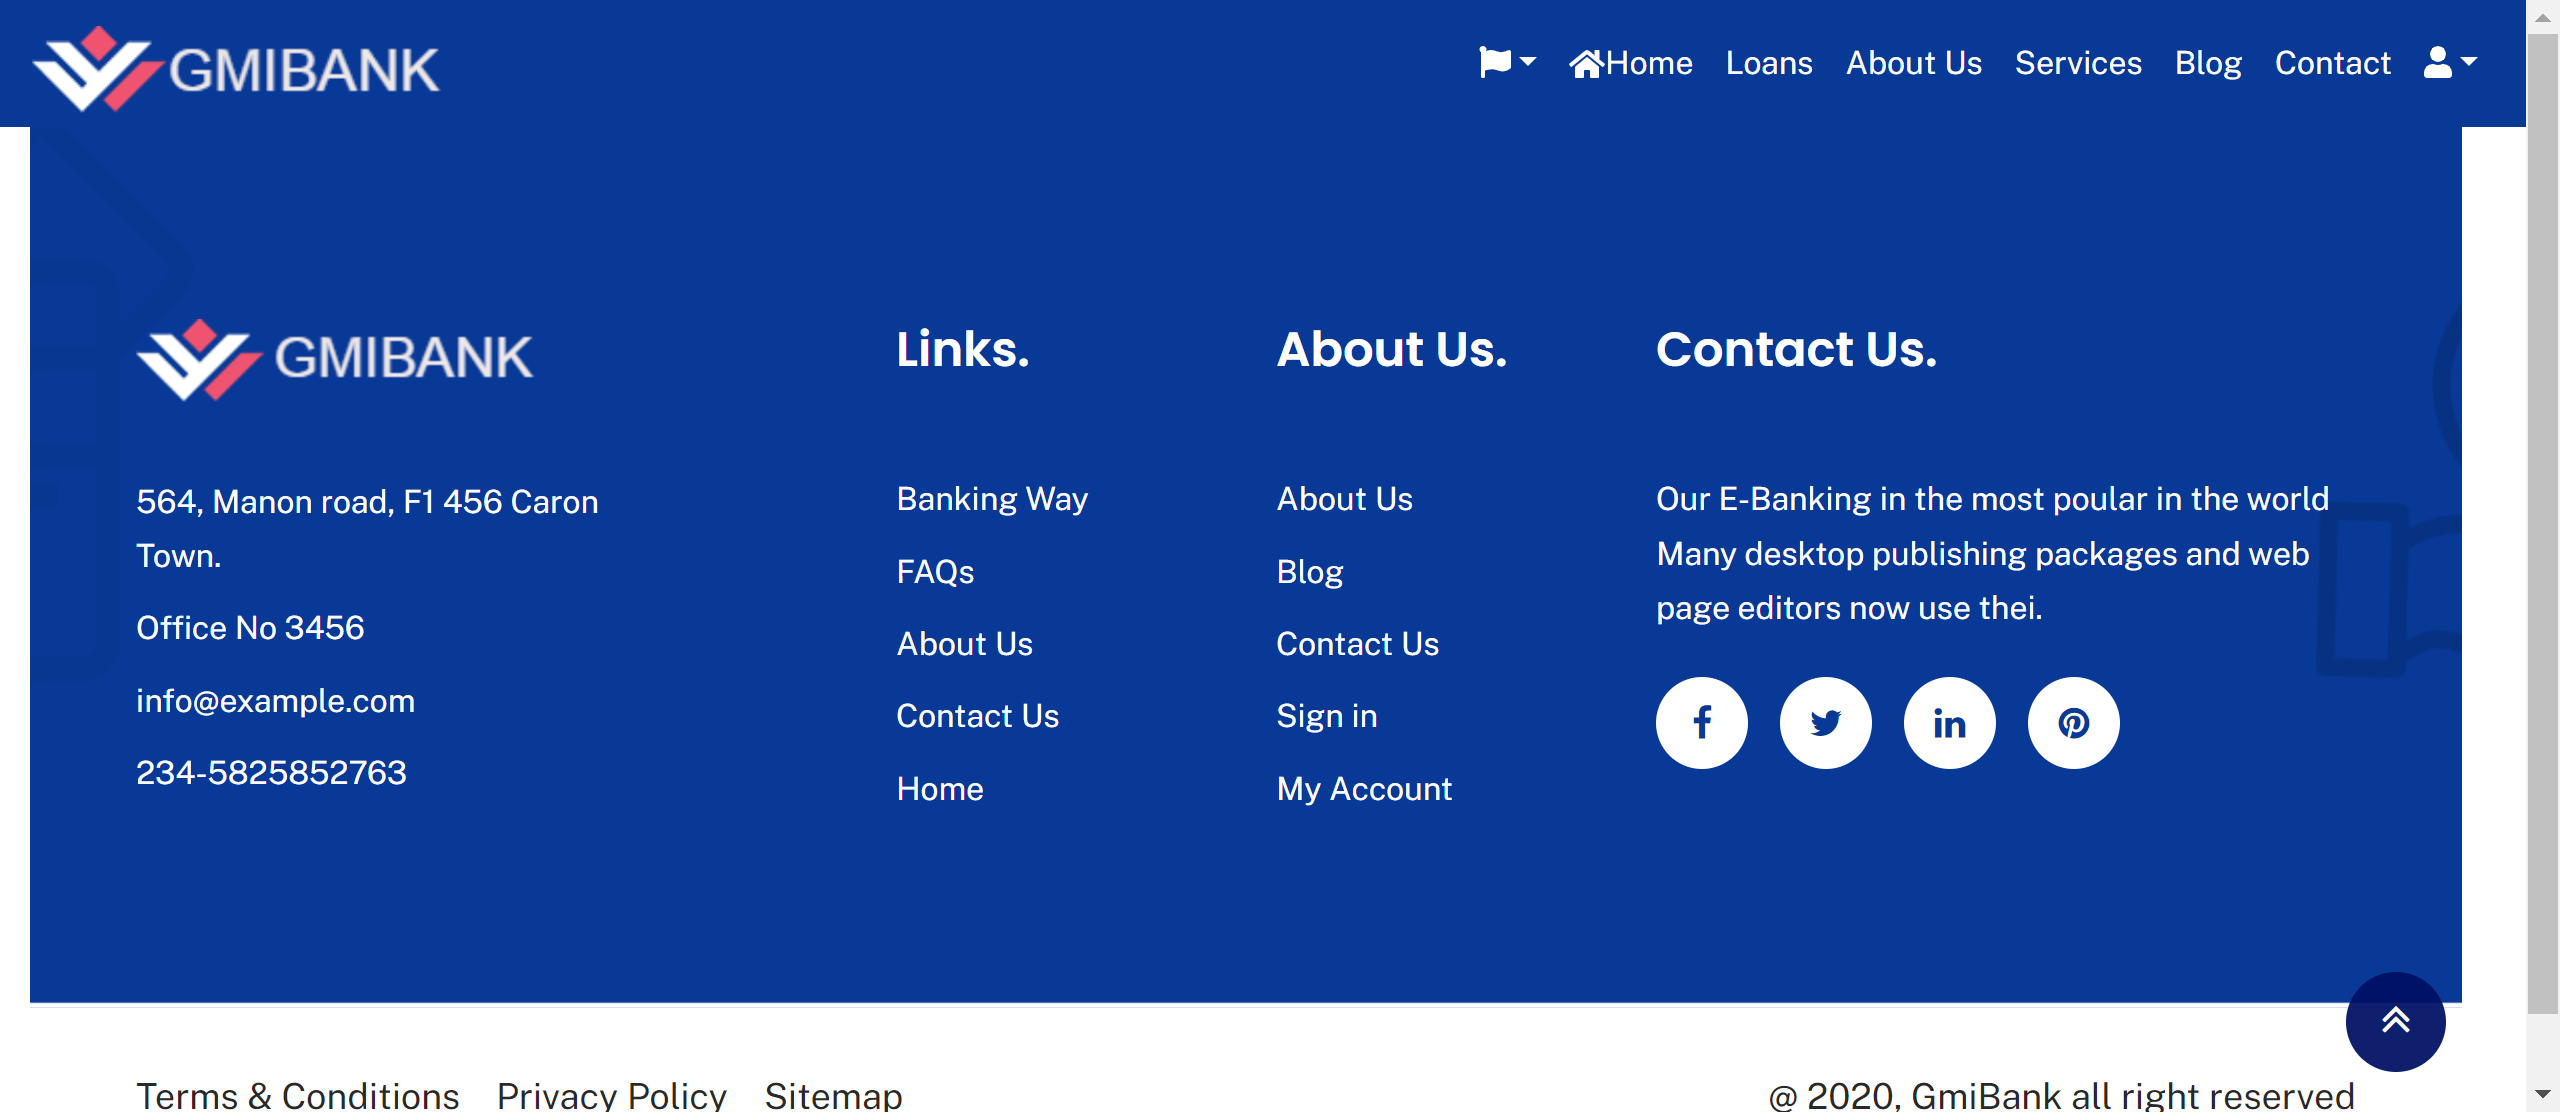 GMIBANK
Home Loans About Us Services Blog Contact
GMIBANK
564, Manon road, F1 456 Caron
Town.
Office No 3456
info@example.com
234-5825852763
Links.
Banking Way
FAQs
About Us
Contact Us
Home
About Us.
About Us
Blog
Contact Us
Sign in
My Account
Contact Us.
Our E-Banking in the most poular in the world
Many desktop publishing packages and web
page editors now use thei.
Terms & Conditions Privacy Policy Sitemap
@ 2020, GmiBank all right reserved